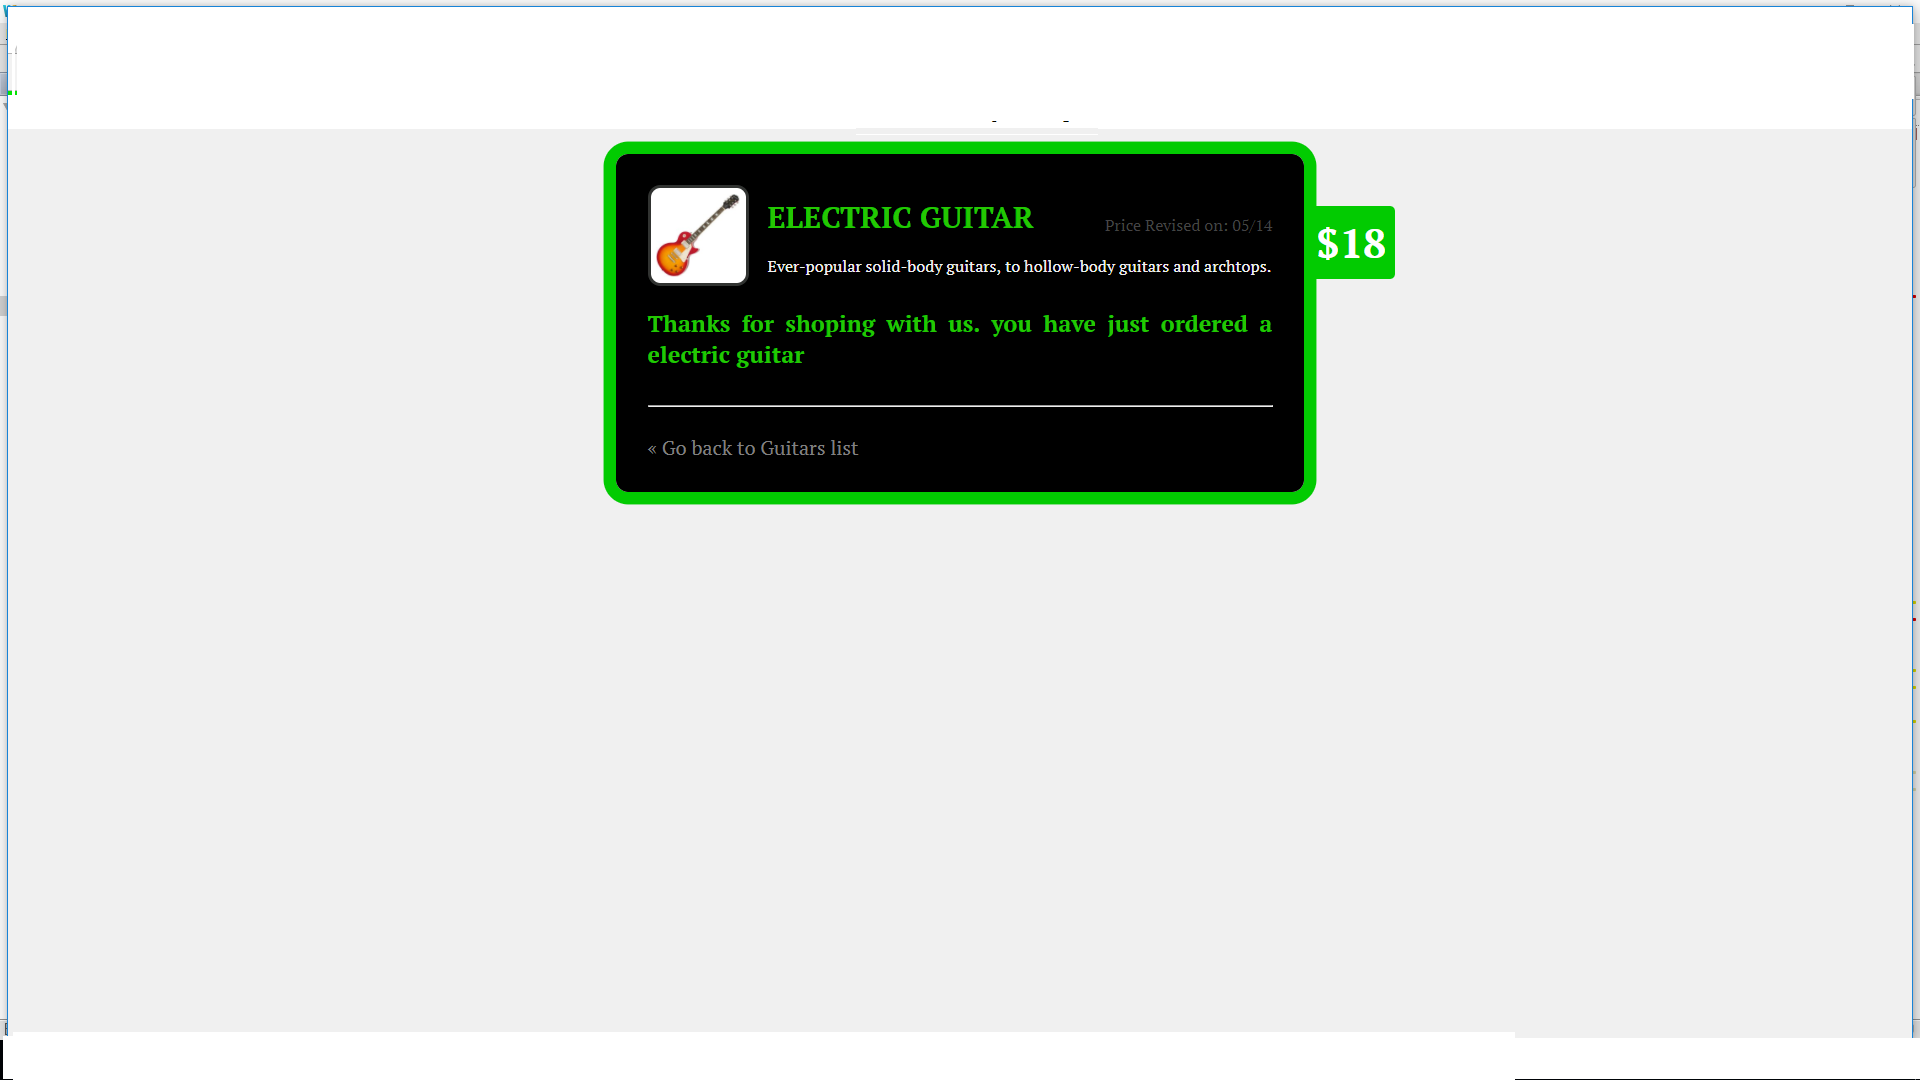 ELECTRIC GUITAR
Price Revised on: 05/14
$18
Ever-popular solid-body guitars, to hollow-body guitars and archtops.
Thanks for shoping with us. you have just ordered a
electric guitar
« Go back to Guitars list